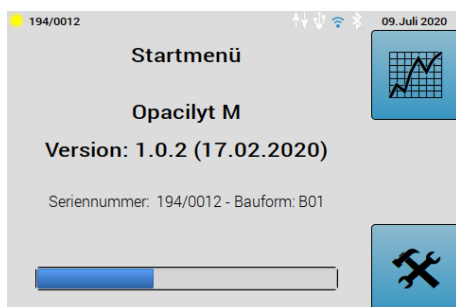 194/0012
09. Juli 2020
Startmenü
Opacilyt M
Version: 1.0.2 (17.02.2020)
Seriennummer: 194/0012 - Bauform: B01